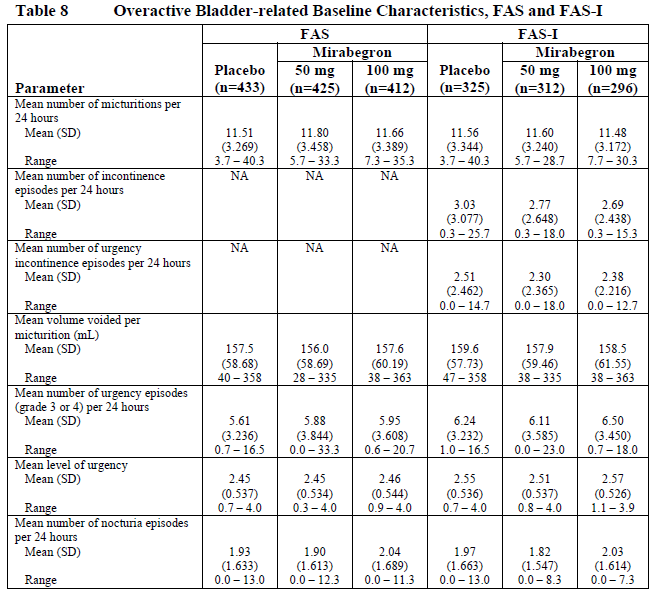 Table 8 Overactive Bladder-related Baseline Characteristics, FAS and FAS-I
FAS FAS-I
Mirabegron Mirabegron
Placebo 50 mg 100 mg Placebo 50 mg 100 mg
Parameter (n=433) (n=425) (n=412) (n=325) (n=312) (n=296)
Mean number of micturitions per
24 hours
Mean (SD) 11.51 11.80 11.66 11.56 11.60 11.48
(3.269) (3.458) (3.389) (3.344) (3.240) (3.172)
Range 3.7 – 40.3 5.7 – 33.3 7.3 – 35.3 3.7 – 40.3 5.7 – 28.7 7.7 – 30.3
Mean number of incontinence NA NA NA
episodes per 24 hours
Mean (SD) 3.03 2.77 2.69
(3.077) (2.648) (2.438)
Range 0.3 – 25.7 0.3 – 18.0 0.3 – 15.3
Mean number of urgency NA NA NA
incontinence episodes per 24 hours
Mean (SD) 2.51 2.30 2.38
(2.462) (2.365) (2.216)
Range 0.0 – 14.7 0.0 – 18.0 0.0 – 12.7
Mean volume voided per
micturition (mL)
Mean (SD) 157.5 156.0 157.6 159.6 157.9 158.5
(58.68) (58.69) (60.19) (57.73) (59.46) (61.55)
Range 40 – 358 28 – 335 38 – 363 47 – 358 38 – 335 38 – 363
Mean number of urgency episodes
(grade 3 or 4) per 24 hours
Mean (SD) 5.61 5.88 5.95 6.24 6.11 6.50
(3.236) (3.844) (3.608) (3.232) (3.585) (3.450)
Range 0.7 – 16.5 0.0 – 33.3 0.6 – 20.7 1.0 – 16.5 0.0 – 23.0 0.7 – 18.0
Mean level of urgency
Mean (SD) 2.45 2.45 2.46 2.55 2.51 2.57
(0.537) (0.534) (0.544) (0.536) (0.537) (0.526)
Range 0.7 – 4.0 0.3 – 4.0 0.9 – 4.0 0.7 – 4.0 0.8 – 4.0 1.1 – 3.9
Mean number of nocturia episodes
per 24 hours
Mean (SD) 1.93 1.90 2.04 1.97 1.82 2.03
(1.633) (1.613) (1.689) (1.663) (1.547) (1.614)
Range 0.0 – 13.0 0.0 – 12.3 0.0 – 11.3 0.0 – 13.0 0.0 – 8.3 0.0 – 7.3